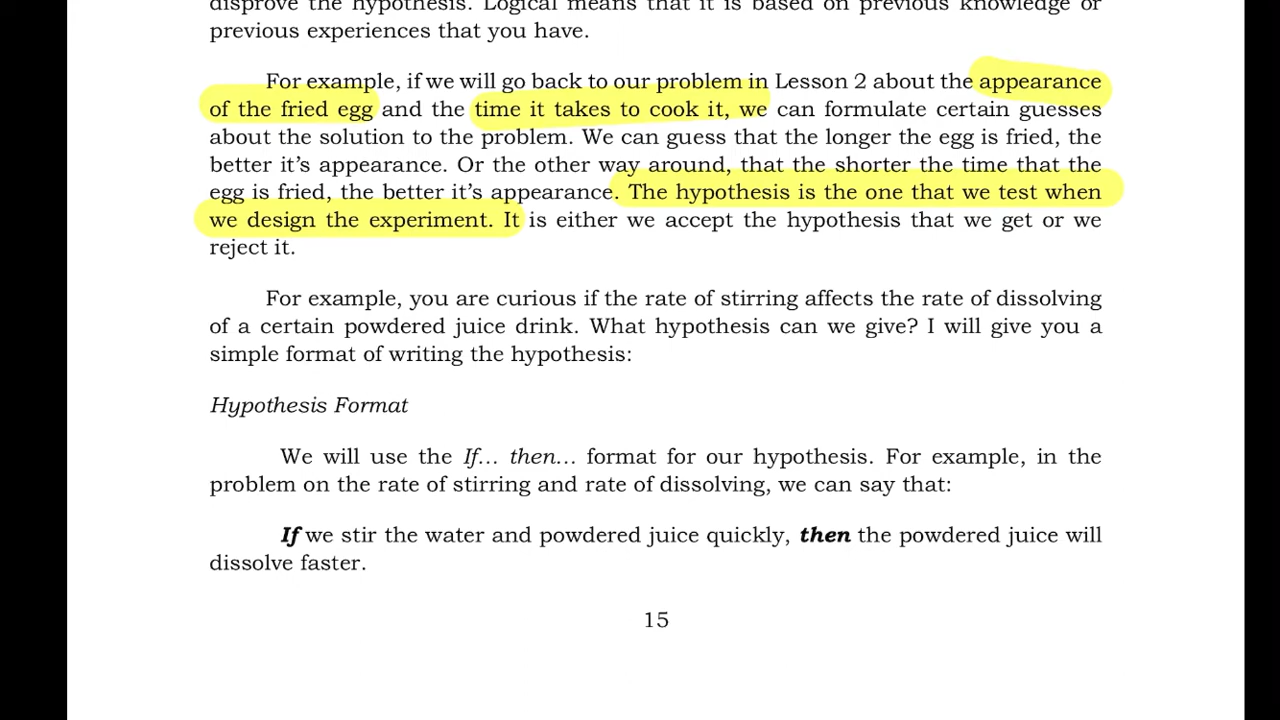 disprove the hypothesis. Logical means that it is based on previous knowledge or
previous experiences that you have.
For example, if we will go back to our problem in Lesson 2 about the appearance
of the fried egg and the time it takes to cook it, we can formulate certain guesses
about the solution to the problem. We can guess that the longer the egg is fried, the
better it’s appearance. Or the other way around, that the shorter the time that the
egg is fried, the better it’s appearance. The hypothesis is the one that we test when
we design the experiment. It is either we accept the hypothesis that we get or we
reject it.
For example, you are curious if the rate of stirring affects the rate of dissolving
of a certain powdered juice drink. What hypothesis can we give? I will give you a
simple format of writing the hypothesis:
Hypothesis Format
We will use the If... then... format for our hypothesis. For example, in the
problem on the rate of stirring and rate of dissolving, we can say that:
If we stir the water and powdered juice quickly, then the powdered juice will
dissolve faster.
15